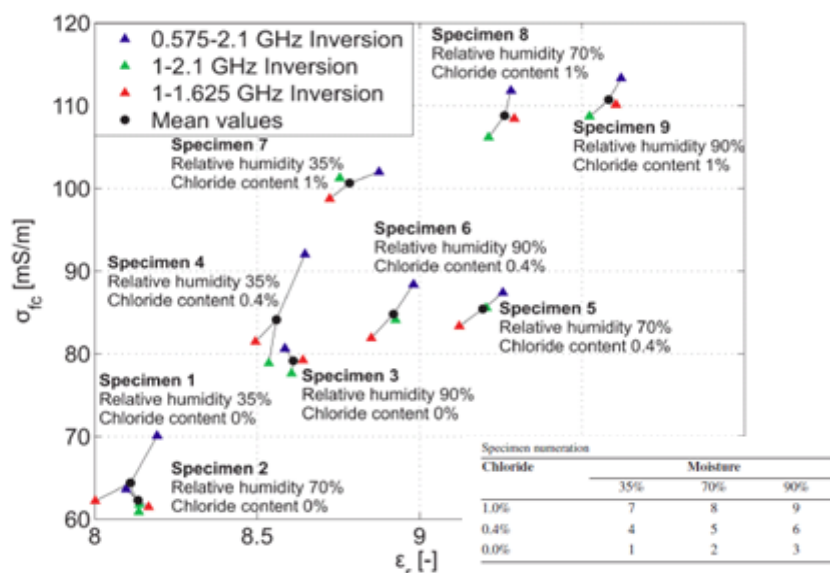 120
110
100
90
80
70
60
σfc [mS/m]
0.575-2.1 GHz Inversion
1-2.1 GHz Inversion
1-1.625 GHz Inversion
Mean values
Specimen 8
Relative humidity 70%
Chloride content 1%
Specimen 9
Relative humidity 90%
Chloride content 1%
Specimen 7
Relative humidity 35%
Chloride content 1%
Specimen 6
Relative humidity 90%
Chloride content 0.4%
Specimen 4
Relative humidity 35%
Chloride content 0.4%
Specimen 5
Relative humidity 70%
Chloride content 0.4%
Specimen 3
Relative humidity 90%
Chloride content 0%
Specimen 1
Relative humidity 35%
Chloride content 0%
Specimen 2
Relative humidity 70%
Chloride content 0%
8 8.5 9
[-]
Specimen numeration
Chloride Moisture
35% 70% 90%
1.0% 7 8 9
0.4% 4 5 6
0.0% 1 2 3